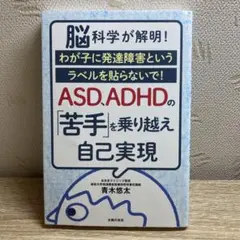 脳科学が解明!
わが子に発達障害という
ラベルを貼らないで!
ASD、ADHDの
「苦手」を乗り越え
自己実現
青木悠太